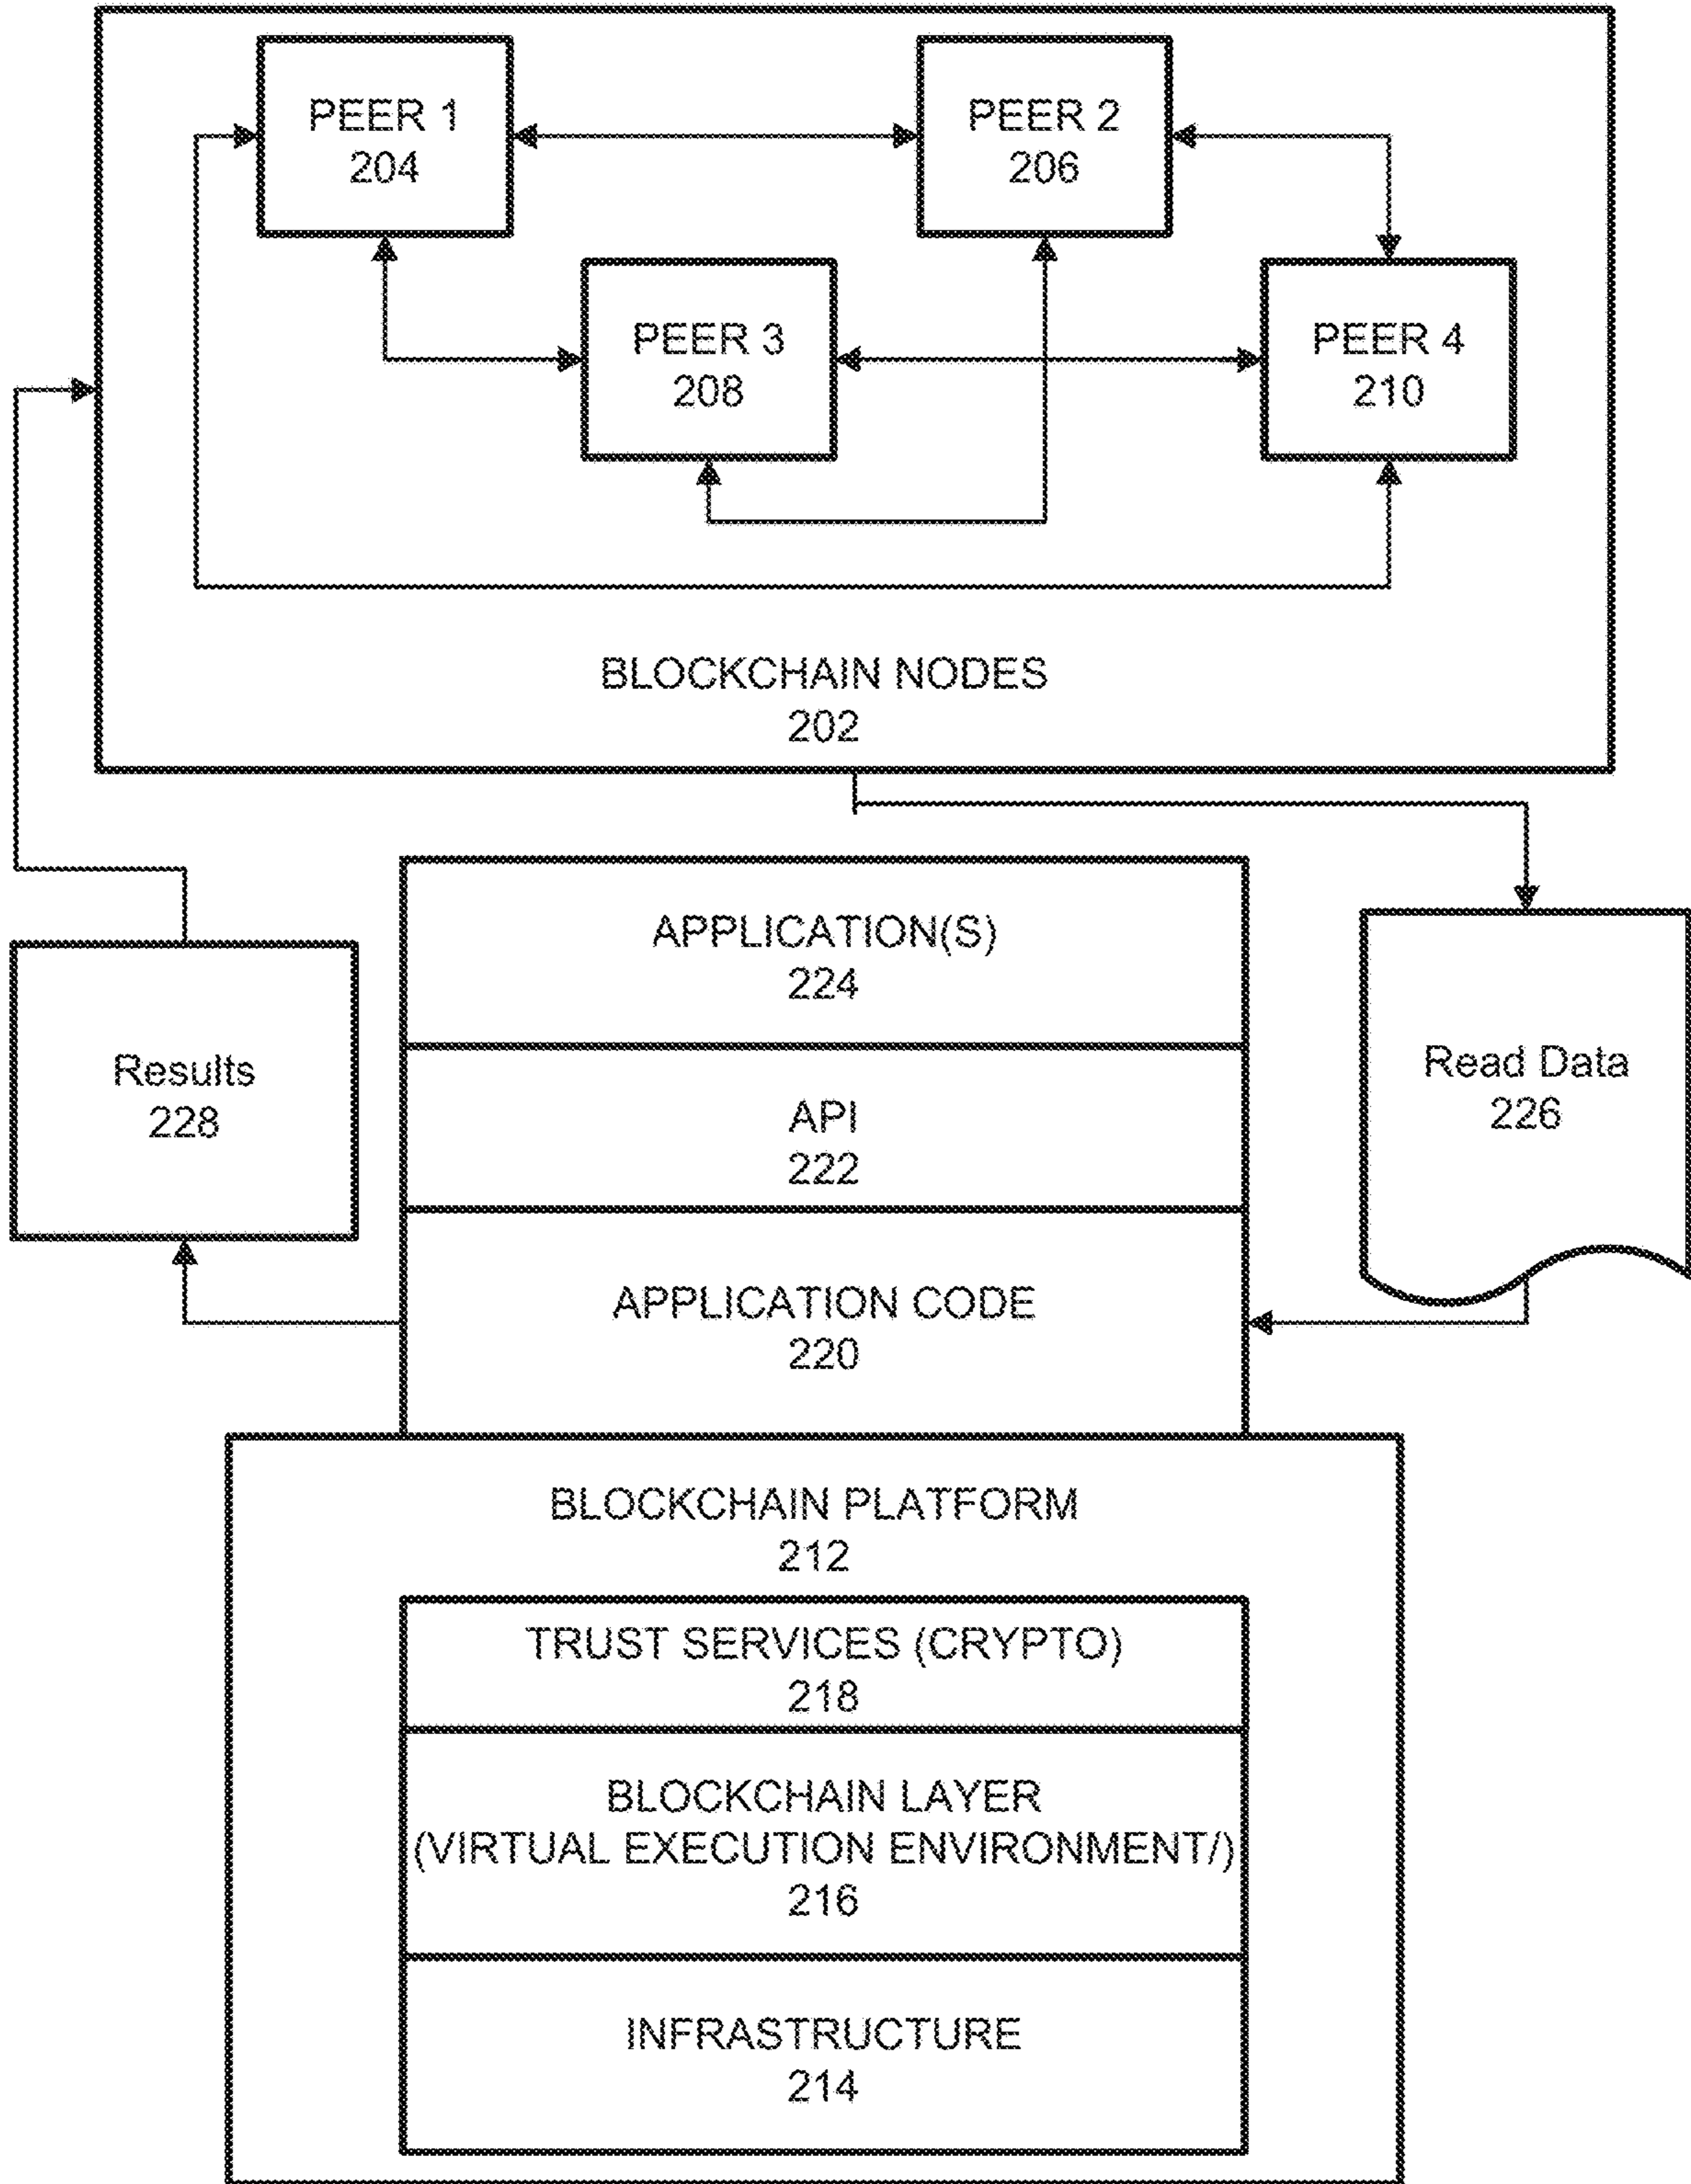 PEER 1
204
PEER 2
206
PEER 3
208
PEER 4
210
BLOCKCHAIN NODES
202
APPLICATION(S)
224
Results
228
API
222
Read Data
226
APPLICATION CODE
220
BLOCKCHAIN PLATFORM
212
TRUST SERVICES (CRYPTO)
218
BLOCKCHAIN LAYER
(VIRTUAL EXECUTION ENVIRONMENT/)
216
INFRASTRUCTURE
214